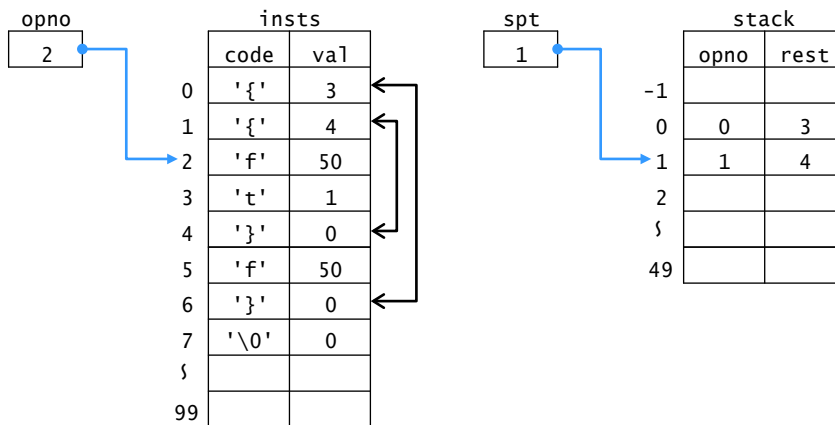 opno insts spt stack
2 code val 1 opno rest
0 '{' 3 -1
1 '{' 4 0 0 3
2 'f' 50 1 1 4
3 't' 1 2
4 '}' 0 ⸾
5 'f' 50 49
6 '}' 0
7 '\0' 0
⸾
99